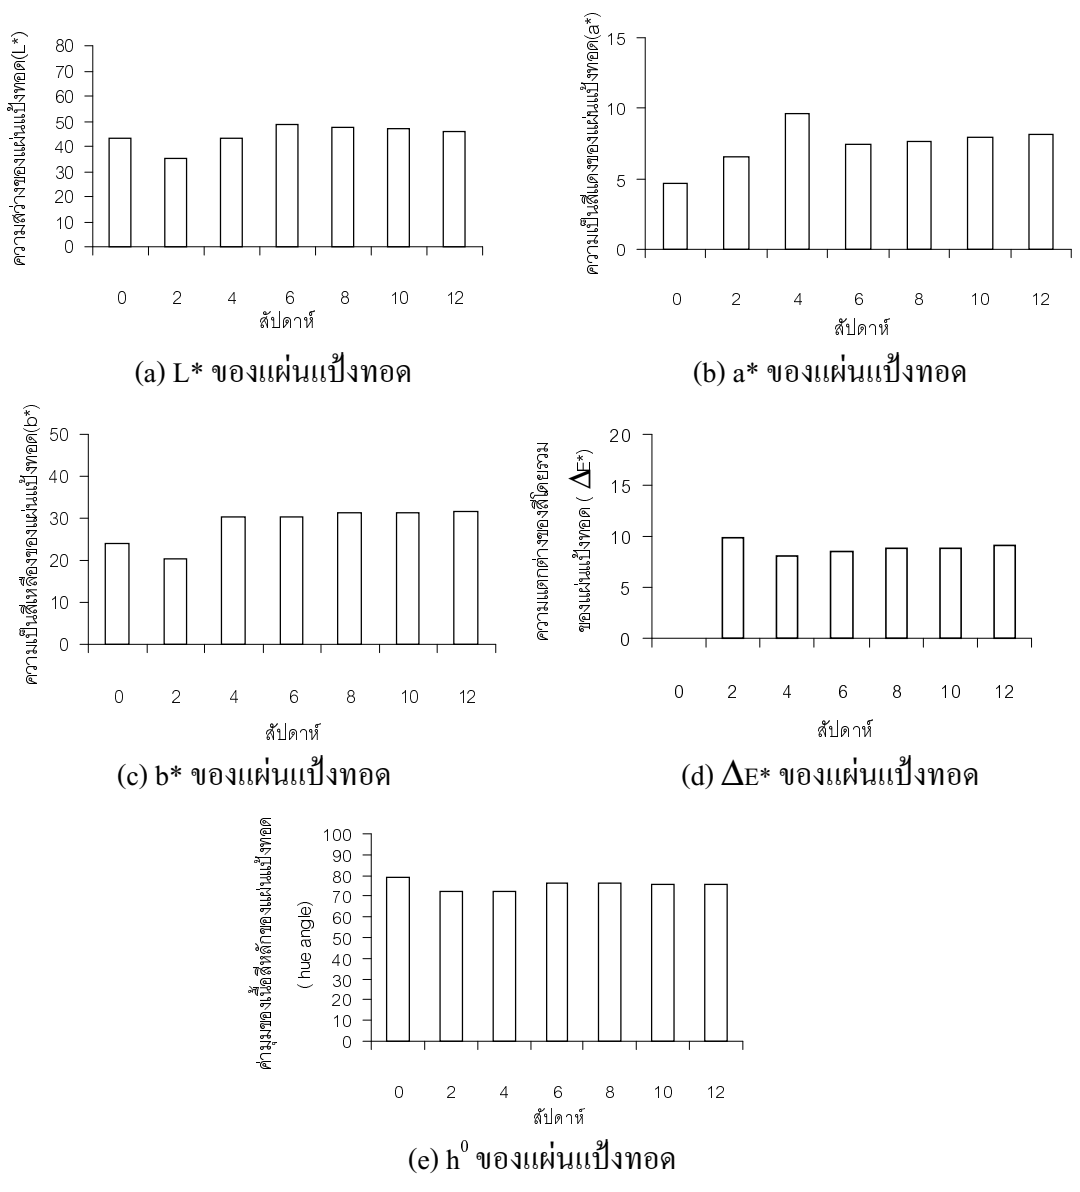 ความสว่างของแผ่นแป้งทอด(L*)
80
70
60
50
40
30
20
10
0
0 2 4 6 8 10 12
สัปดาห์
(a) L* ของแผ่นแป้งทอด
ความเป็นสีแดงของแผ่นแป้งทอด(a*)
15
10
5
0
0 2 4 6 8 10 12
สัปดาห์
(b) a* ของแผ่นแป้งทอด
ความเป็นสีเหลืองของแผ่นแป้งทอด(b*)
50
40
30
20
10
0
0 2 4 6 8 10 12
สัปดาห์
(c) b* ของแผ่นแป้งทอด
ความแตกต่างของสีโดยรวม
ของแผ่นแป้งทอด ( ΔE*)
20
15
10
5
0
0 2 4 6 8 10 12
สัปดาห์
(d) ΔE* ของแผ่นแป้งทอด
ค่ามุมของเนื้อสีหลักของแผ่นแป้งทอด
( hue angle)
100
90
80
70
60
50
40
30
20
10
0
0 2 4 6 8 10 12
สัปดาห์
(e) h⁰ ของแผ่นแป้งทอด